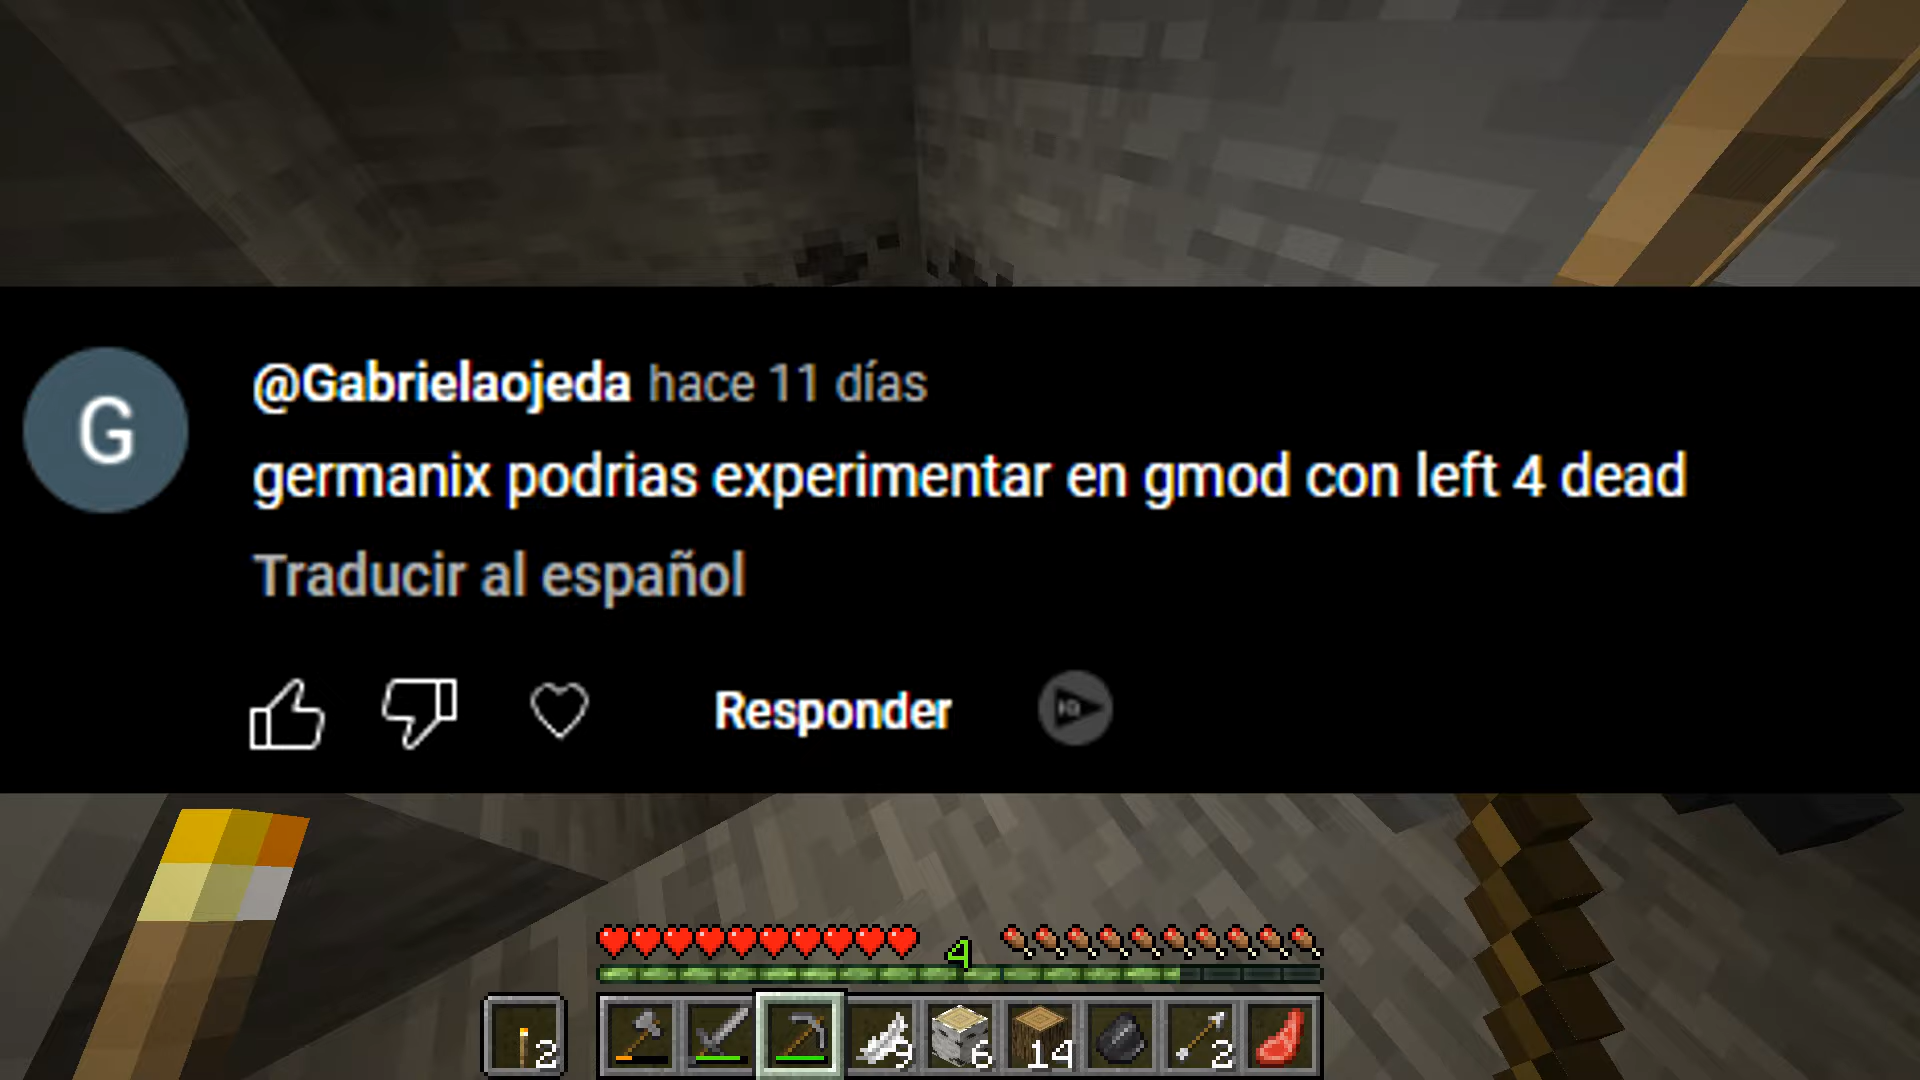 G
@Gabrielaojeda hace 11 días
germanix podrias experimentar en gmod con left 4 dead
Traducir al español
Responder
4
2 9 6 14 2